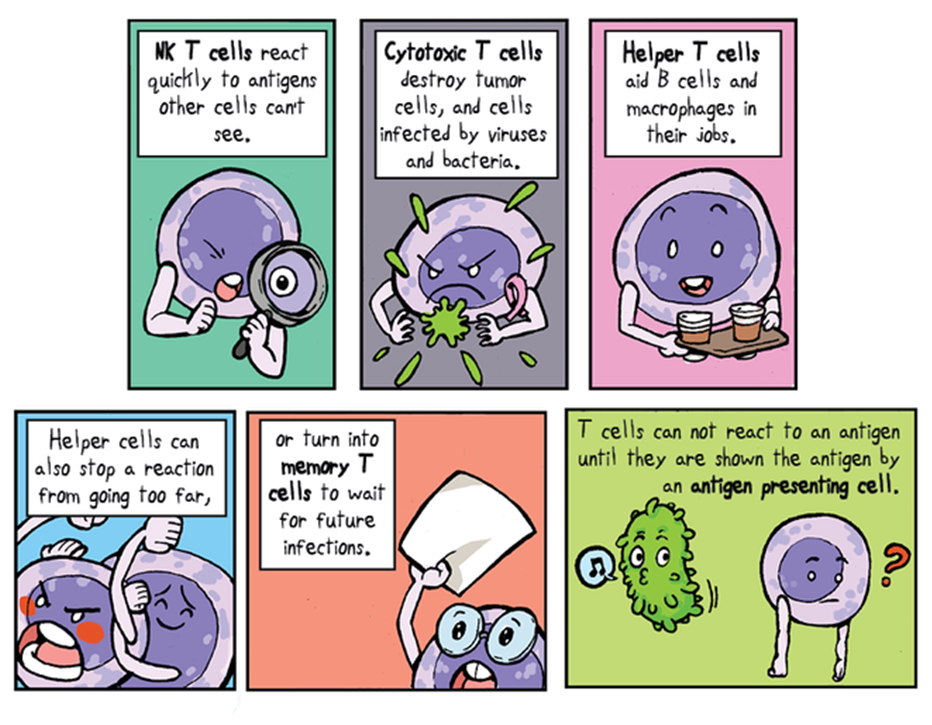 NK T cells react
quickly to antigens
other cells can't
see.
Cytotoxic T cells
destroy tumor
cells, and cells
infected by viruses
and bacteria.
Helper T cells
aid B cells and
macrophages in
their jobs.
Helper cells can
also stop a reaction
from going too far,
or turn into
memory T
cells to wait
for future
infections.
T cells can not react to an antigen
until they are shown the antigen by
an antigen presenting cell.
?